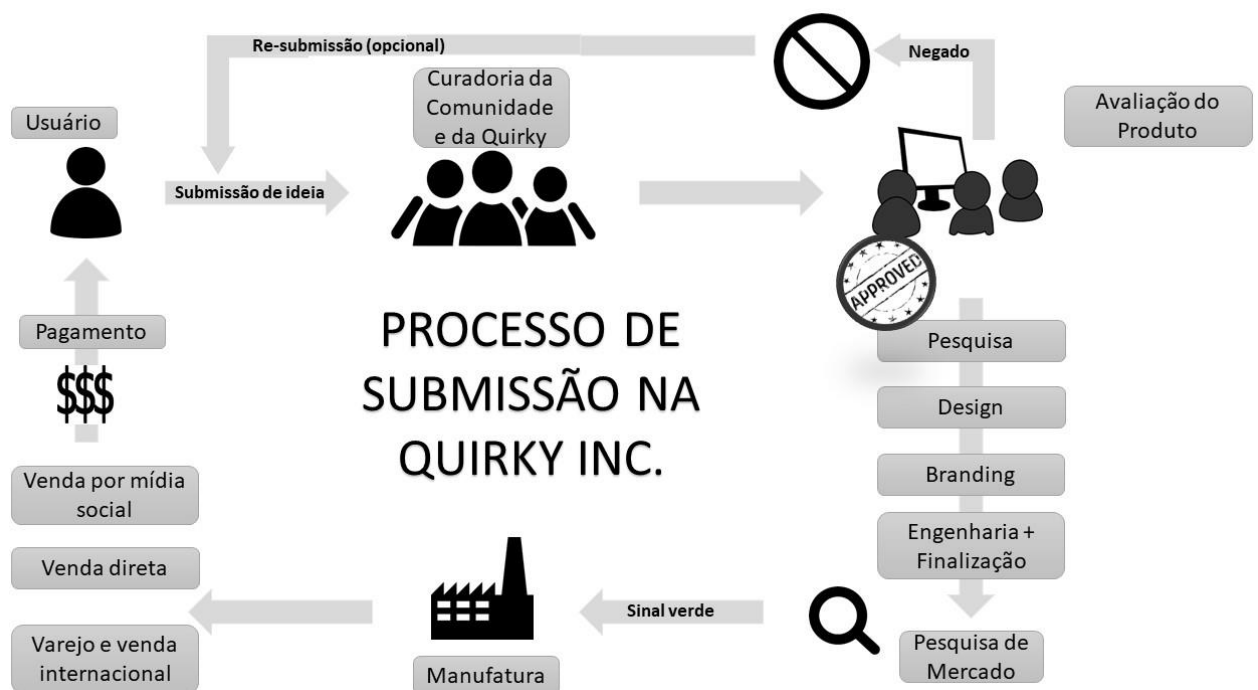 Re-submissão (opcional)
Negado
Curadoria da
Comunidade
e da Quirky
Avaliação do
Produto
Usuário
Submissão de ideia
APPROVED
Pagamento
$$$
PROCESSO DE
SUBMISSÃO NA
QUIRKY INC.
Pesquisa
Design
Branding
Engenharia +
Finalização
Venda por mídia
social
Venda direta
Varejo e venda
internacional
Sinal verde
Manufatura
Pesquisa de
Mercado